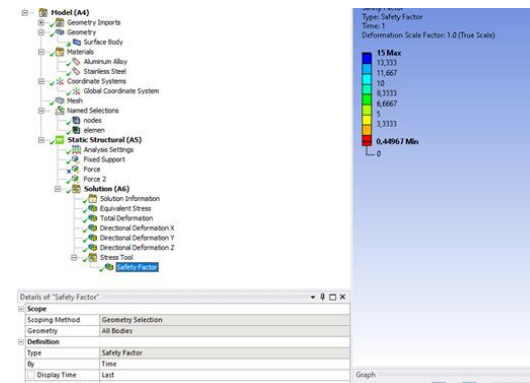 Model (A4)
Geometry Imports
Geometry
Surface Body
Materials
Aluminum Alloy
Stainless Steel
Coordinate Systems
Global Coordinate System
Mesh
Named Selections
nodes
elemen
Static Structural (A5)
Analysis Settings
Fixed Support
Force
Force 2
Solution (A6)
Solution Information
Equivalent Stress
Total Deformation
Directional Deformation X
Directional Deformation Y
Directional Deformation Z
Stress Tool
Safety Factor
Details of "Safety Factor"
Scope
Scoping Method Geometry Selection
Geometry All Bodies
Definition
Type Safety Factor
By Time
Display Time Last
Safety Factor
Type: Safety Factor
Time: 1
Deformation Scale Factor: 1.0 (True Scale)
15 Max
13,333
11,667
10
8,3333
6,6667
5
3,3333
0,44967 Min
0
Graph